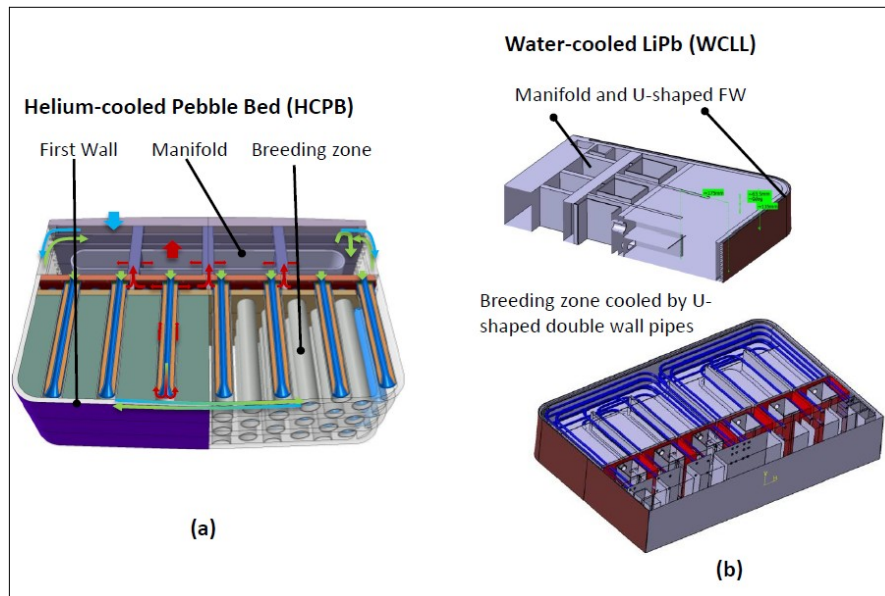 Helium-cooled Pebble Bed (HCPB)
First Wall
Manifold
Breeding zone
(a)
Water-cooled LiPb (WCLL)
Manifold and U-shaped FW
Breeding zone cooled by U-
shaped double wall pipes
(b)